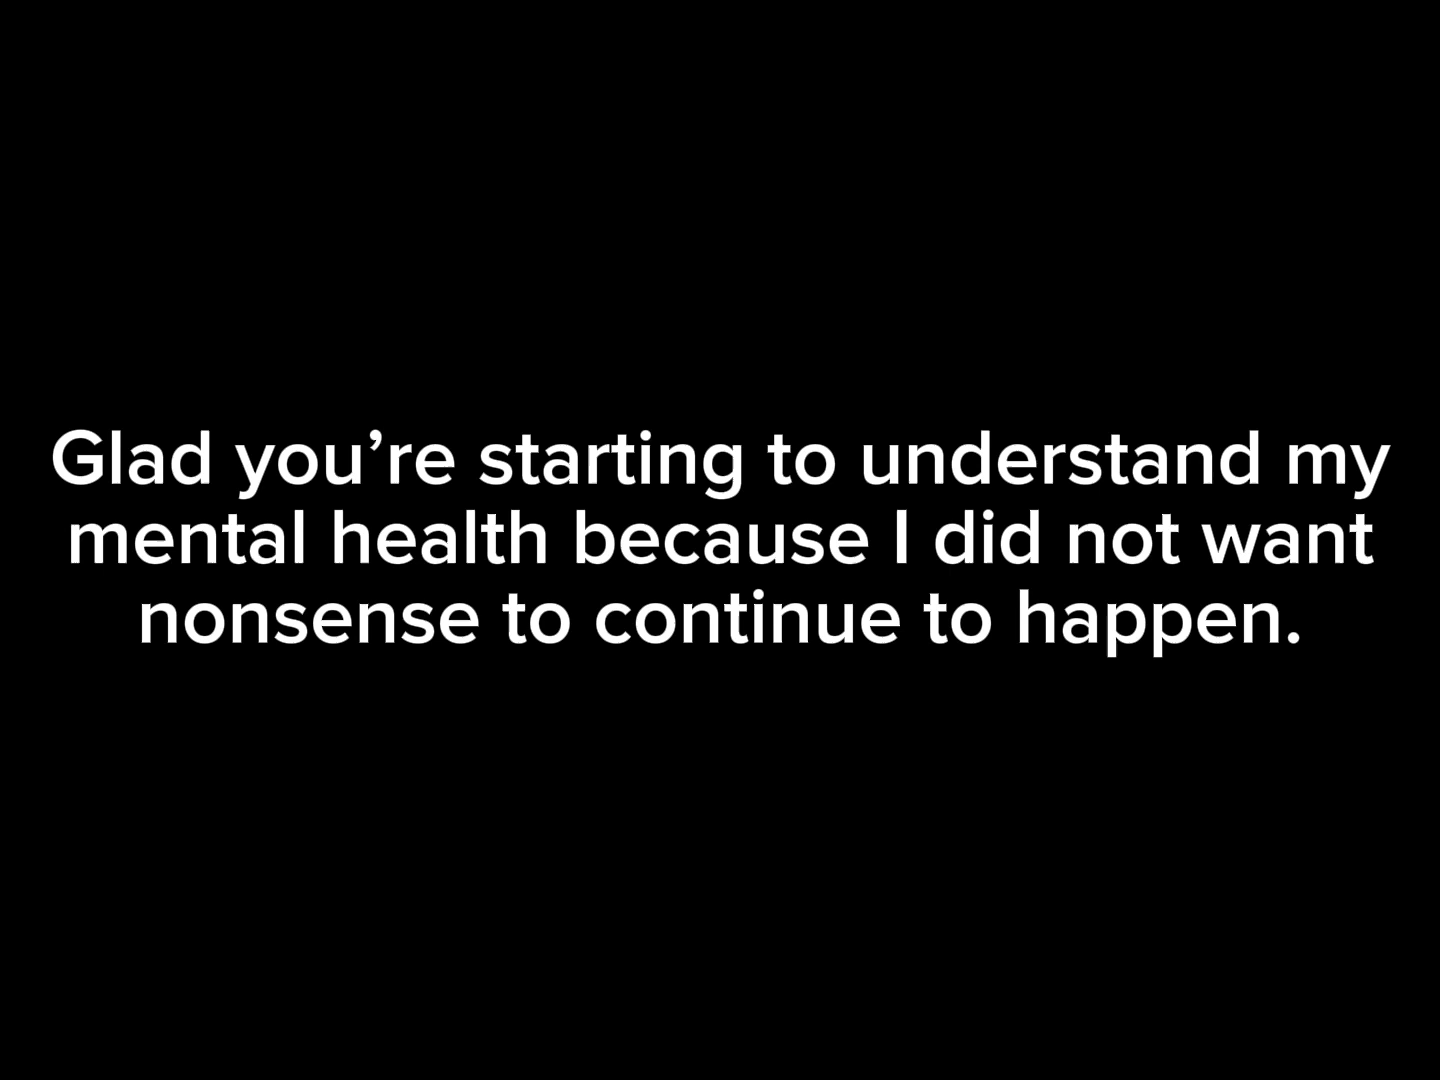 Glad you’re starting to understand my
mental health because I did not want
nonsense to continue to happen.